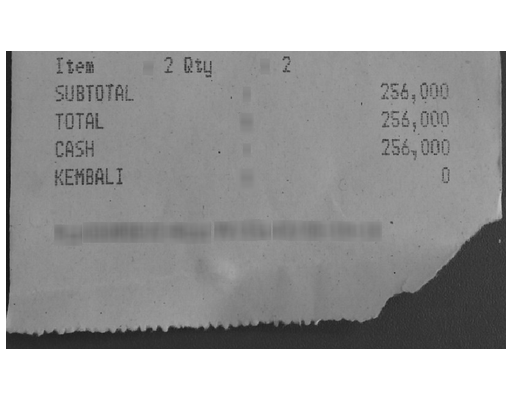 Item 2 Qty 2
SUBTOTAL 256,000
TOTAL 256,000
CASH 256,000
KEMBALI 0